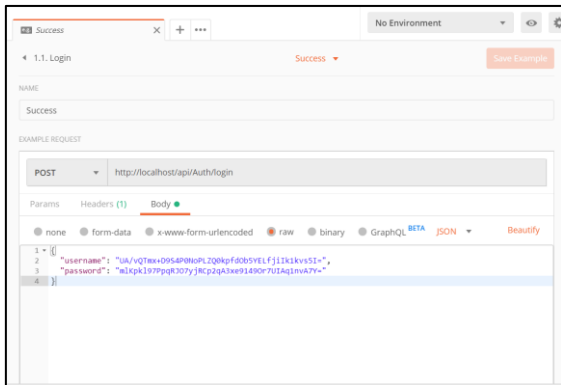 Success
No Environment
1.1. Login
Success
Save Example
NAME
Success
EXAMPLE REQUEST
POST
http://localhost/api/Auth/login
Params Headers (1) Body
none form-data x-www-form-urlencoded raw binary GraphQL BETA JSON Beautify
1 {
2 "username": "UA/vQTmx+D9S4P0NoPLZQ0kpfdOb5YELfjiIkikvs5I=",
3 "password": "mlKpkl97PpqRJO7yjRCp2qA3xe9149Or7UIAqinvA7Y="
4 }